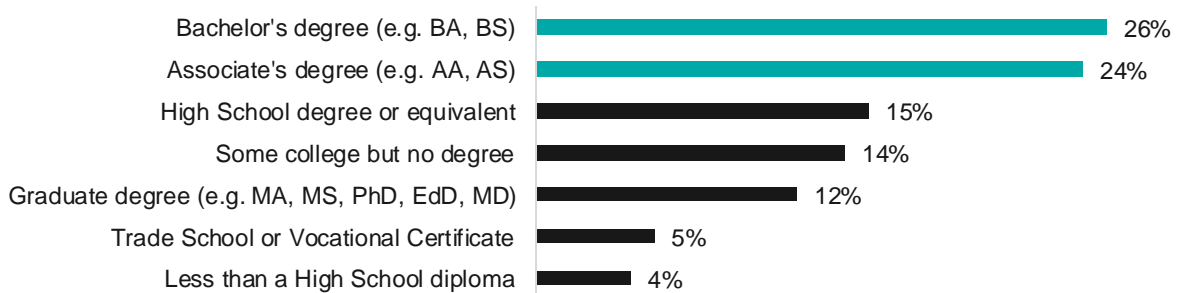 Bachelor's degree (e.g. BA, BS) 26%
Associate's degree (e.g. AA, AS) 24%
High School degree or equivalent 15%
Some college but no degree 14%
Graduate degree (e.g. MA, MS, PhD, EdD, MD) 12%
Trade School or Vocational Certificate 5%
Less than a High School diploma 4%